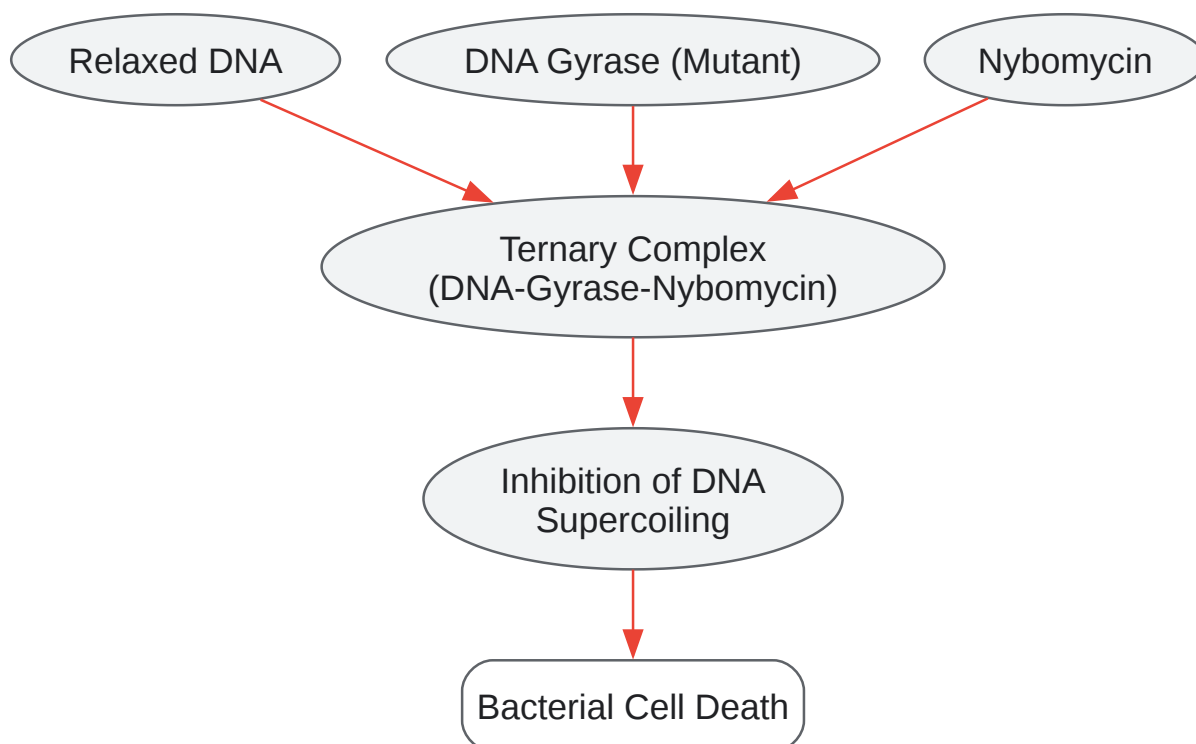 Relaxed DNA
DNA Gyrase (Mutant)
Nybomycin
Ternary Complex
(DNA-Gyrase-Nybomycin)
Inhibition of DNA
Supercoiling
Bacterial Cell Death